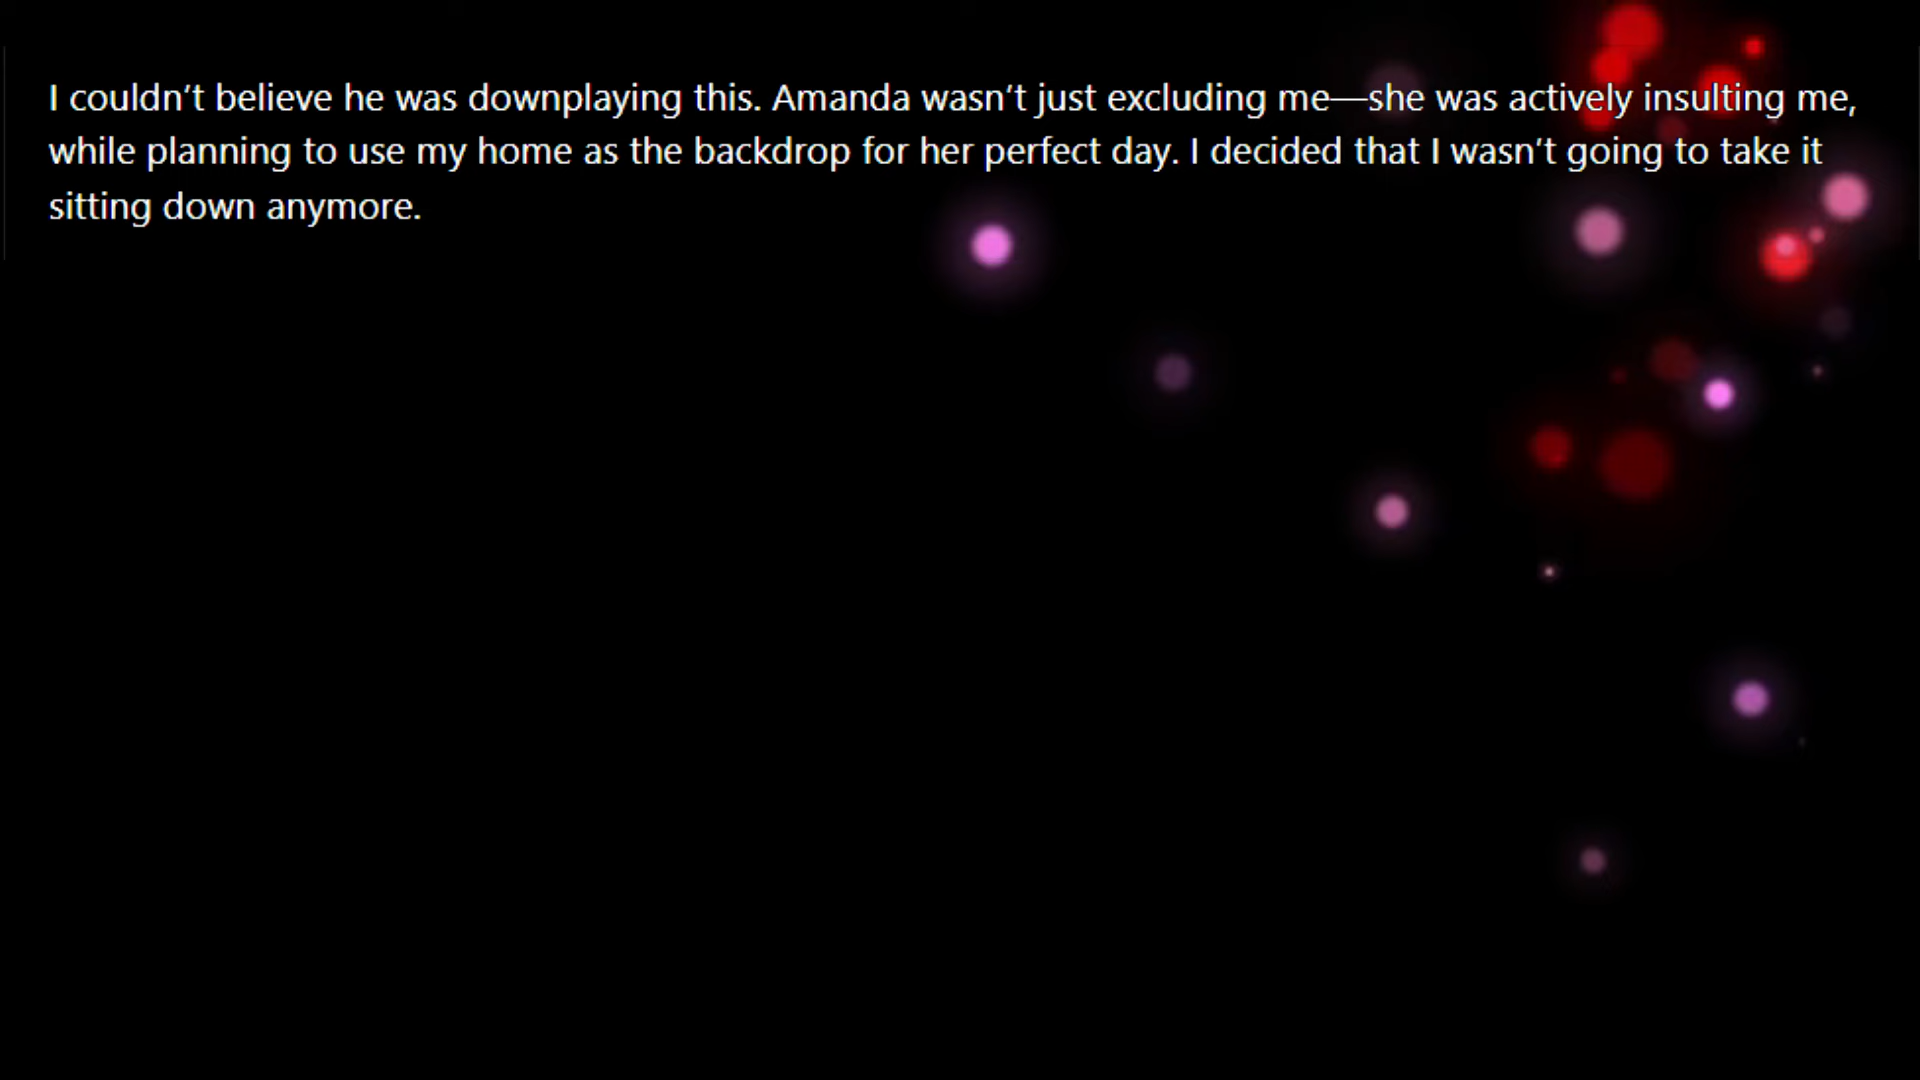 I couldn’t believe he was downplaying this. Amanda wasn’t just excluding me—she was actively insulting me,
while planning to use my home as the backdrop for her perfect day. I decided that I wasn’t going to take it
sitting down anymore.